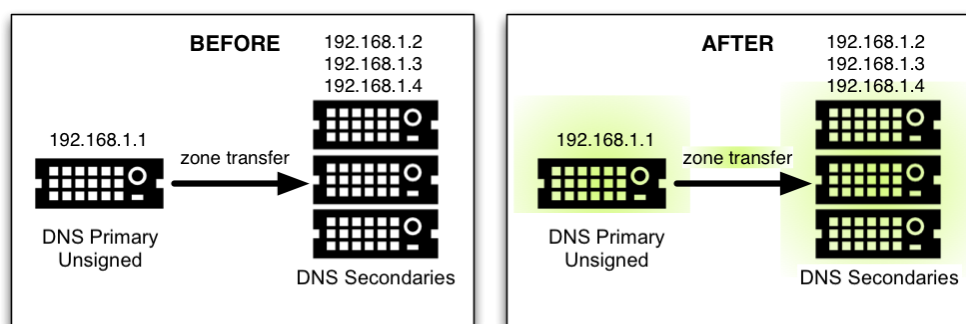 BEFORE
192.168.1.2
192.168.1.3
192.168.1.4
192.168.1.1
zone transfer
DNS Primary
Unsigned
DNS Secondaries
AFTER
192.168.1.2
192.168.1.3
192.168.1.4
192.168.1.1
zone transfer
DNS Primary
Unsigned
DNS Secondaries